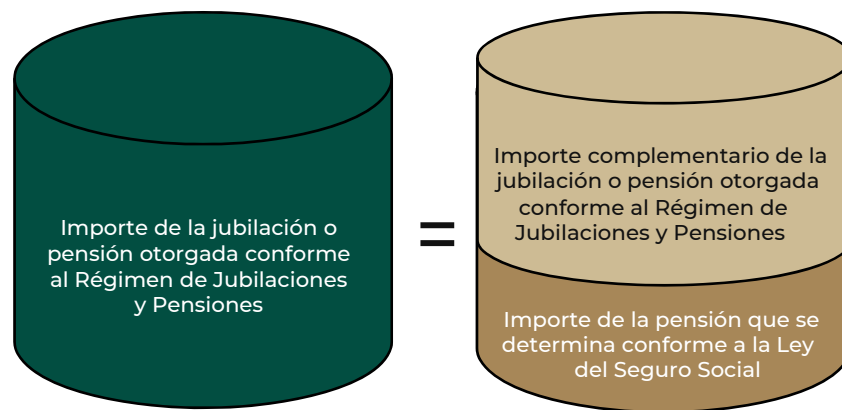 Importe de la jubilación o
pensión otorgada conforme
al Régimen de Jubilaciones
y Pensiones
=
Importe complementario de la
jubilación o pensión otorgada
conforme al Régimen de
Jubilaciones y Pensiones
Importe de la pensión que se
determina conforme a la Ley
del Seguro Social